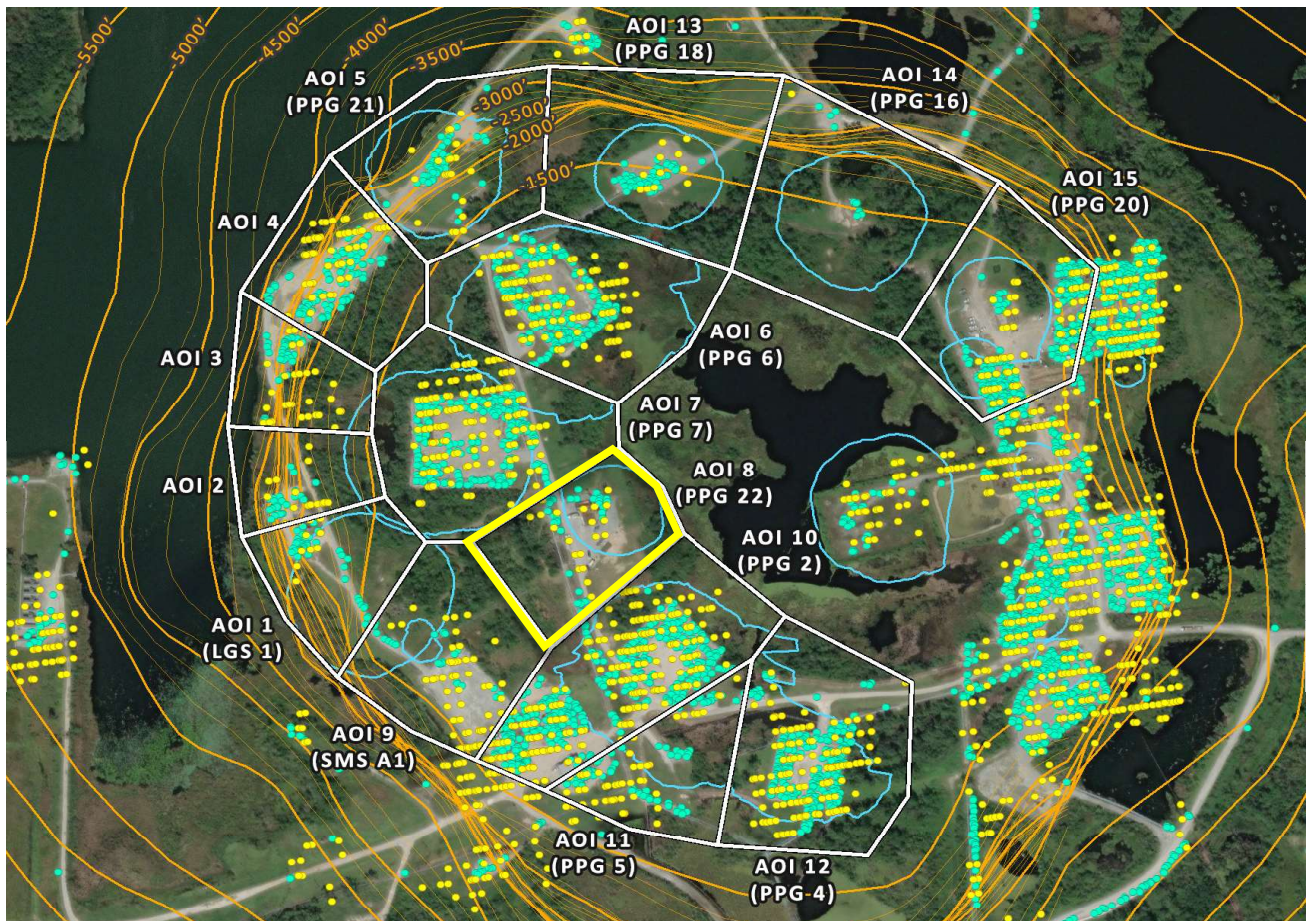 -5500'
-5000'
-4500'
-4000'
-3500'
-3000'
-2500'
-2000'
-1500'
AOI 13
(PPG 18)
AOI 5
(PPG 21)
AOI 14
(PPG 16)
AOI 15
(PPG 20)
AOI 4
AOI 3
AOI 6
(PPG 6)
AOI 7
(PPG 7)
AOI 2
AOI 8
(PPG 22)
AOI 10
(PPG 2)
AOI 1
(LGS 1)
AOI 9
(SMS A1)
AOI 11
(PPG 5)
AOI 12
(PPG 4)